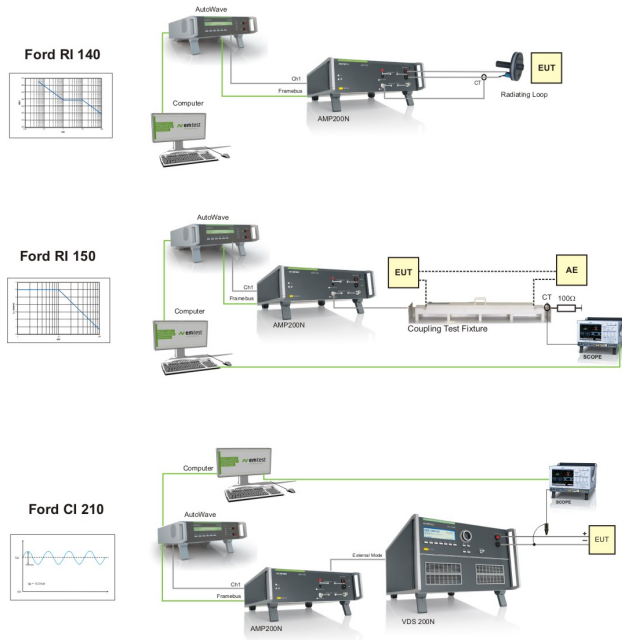 AutoWave
Ford RI 140
Ch1
Framebus
CT
EUT
Radiating Loop
Computer
AMP200N
emtest
AutoWave
Ford RI 150
Ch1
Framebus
EUT
AE
CT 100Ω
Computer
AMP200N
Coupling Test Fixture
emtest
SCOPE
Computer
emtest
SCOPE
Ford CI 210
AutoWave
External Mode
+
−
EUT
Ch1
Framebus
AMP200N
VDS 200N